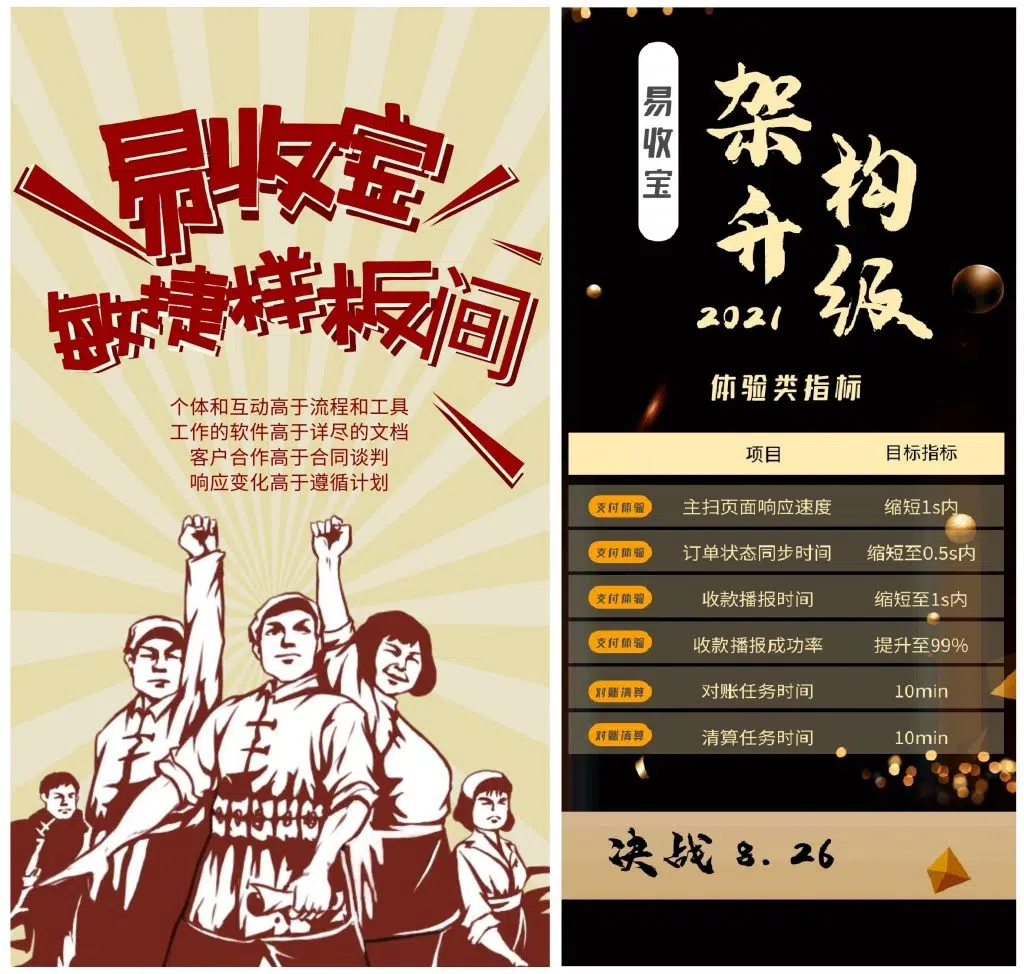 易收宝
敏捷样板间
个体和互动高于流程和工具
工作的软件高于详尽的文档
客户合作高于合同谈判
响应变化高于遵循计划
易收宝
架构
升级
2021
体验类指标
项目 目标指标
支付体验 主扫页面响应速度 缩短1s内
支付体验 订单状态同步时间 缩短至0.5s内
支付体验 收款播报时间 缩短至1s内
支付体验 收款播报成功率 提升至99%
对账清算 对账任务时间 10min
对账清算 清算任务时间 10min
决战 8.26